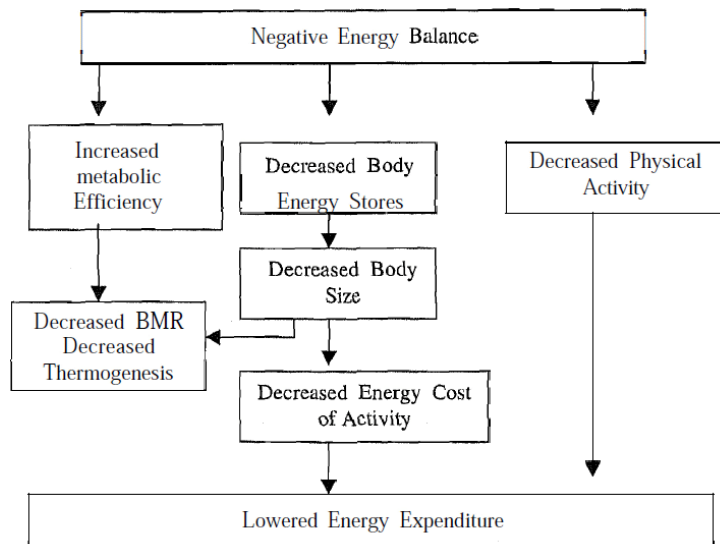 Negative Energy Balance
Increased
metabolic
Efficiency
Decreased Body
Energy Stores
Decreased Physical
Activity
Decreased Body
Size
Decreased BMR
Decreased
Thermogenesis
Decreased Energy Cost
of Activity
Lowered Energy Expenditure